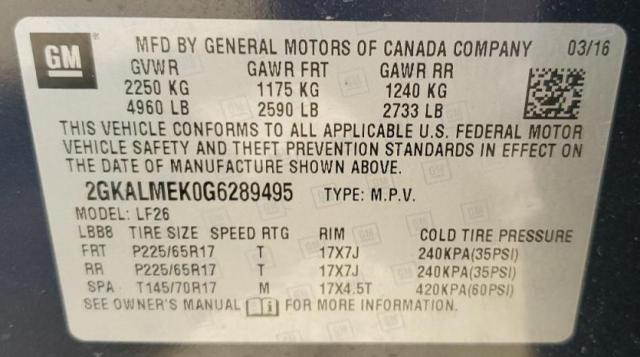 GM MFD BY GENERAL MOTORS OF CANADA COMPANY 03/16
GVWR GAWR FRT GAWR RR
2250 KG 1175 KG 1240 KG
4960 LB 2590 LB 2733 LB
THIS VEHICLE CONFORMS TO ALL APPLICABLE U.S. FEDERAL MOTOR
VEHICLE SAFETY AND THEFT PREVENTION STANDARDS IN EFFECT ON
THE DATE OF MANUFACTURE SHOWN ABOVE.
2GKALMEK0G6289495 TYPE: M.P.V.
MODEL: LF26
LBB8 TIRE SIZE SPEED RTG RIM COLD TIRE PRESSURE
FRT P225/65R17 T 17X7J 240KPA(35PSI)
RR P225/65R17 T 17X7J 240KPA(35PSI)
SPA T145/70R17 M 17X4.5T 420KPA(60PSI)
SEE OWNER'S MANUAL FOR MORE INFORMATION.